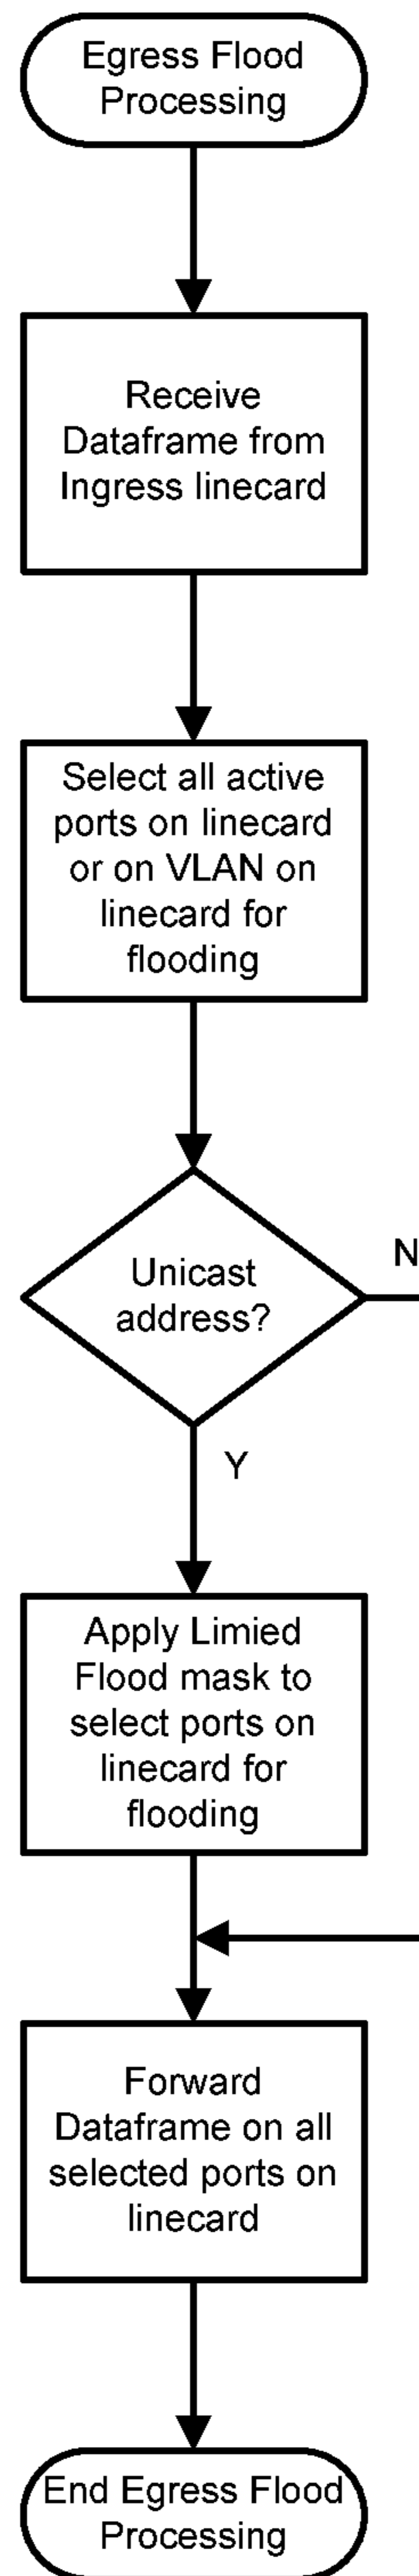 Egress Flood
Processing
Receive
Dataframe from
Ingress linecard
Select all active
ports on linecard
or on VLAN on
linecard for
flooding
Unicast
address?
N
Y
Apply Limied
Flood mask to
select ports on
linecard for
flooding
Forward
Dataframe on all
selected ports on
linecard
End Egress Flood
Processing